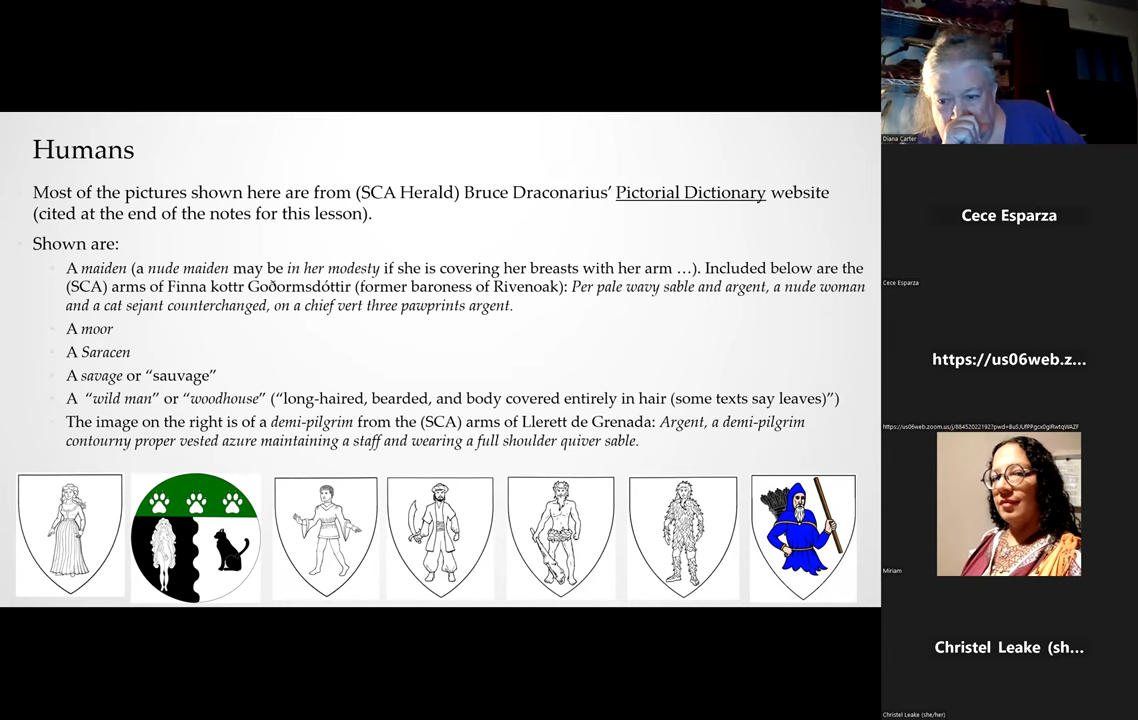 Humans
Most of the pictures shown here are from (SCA Herald) Bruce Draconarius’ Pictorial Dictionary website
(cited at the end of the notes for this lesson).
Shown are:
A maiden (a nude maiden may be in her modesty if she is covering her breasts with her arm …). Included below are the
(SCA) arms of Finna kottr Goðormsdóttir (former baroness of Rivenoak): Per pale wavy sable and argent, a nude woman
and a cat sejant counterchanged, on a chief vert three pawprints argent.
A moor
A Saracen
A savage or “sauvage”
A “wild man” or “woodhouse” (“long-haired, bearded, and body covered entirely in hair (some texts say leaves)”)
The image on the right is of a demi-pilgrim from the (SCA) arms of Llerett de Grenada: Argent, a demi-pilgrim
contourny proper vested azure maintaining a staff and wearing a full shoulder quiver sable.
Diana Carter
Cece Esparza
Cece Esparza
https://us06web.z...
Miriam
Christel Leake (sh...
Christel Leake (she/her)